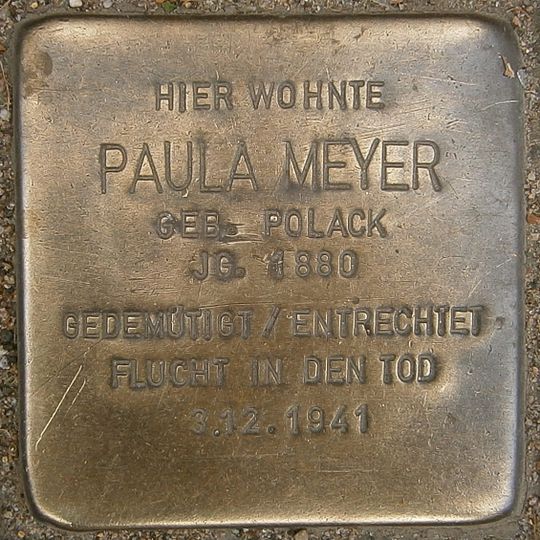 HIER WOHNTE
PAULA MEYER
GEB. POLACK
JG. 1880
GEDEMÜTIGT / ENTRECHTET
FLUCHT IN DEN TOD
3.12.1941